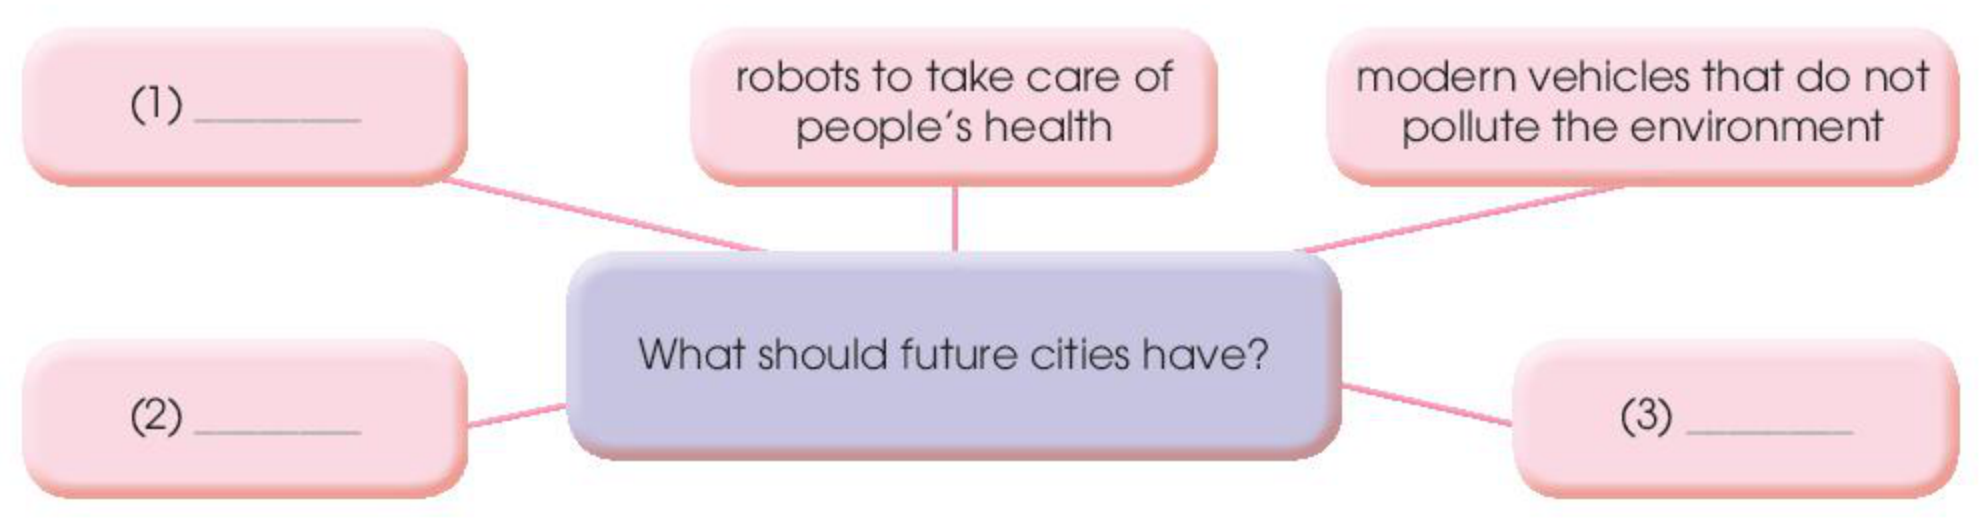 (1) ________
robots to take care of
people's health
modern vehicles that do not
pollute the environment
What should future cities have?
(2) ________
(3) ________